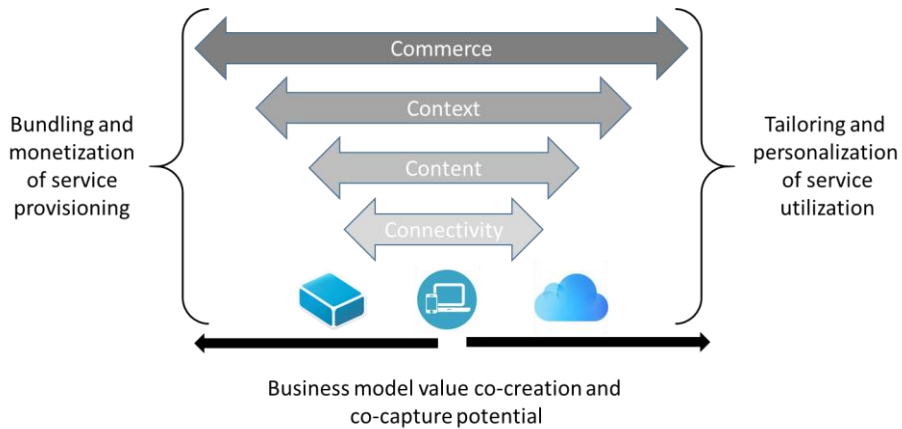 Commerce
Context
Content
Connectivity
Bundling and
monetization
of service
provisioning
Tailoring and
personalization
of service
utilization
Business model value co-creation and
co-capture potential